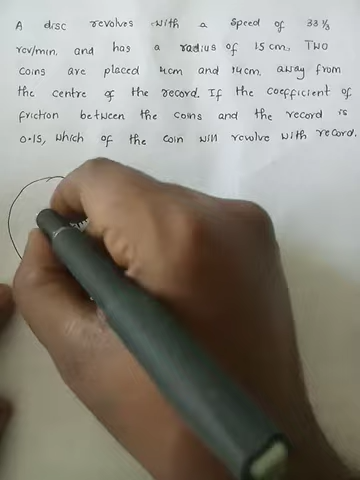 A disc revolves with a speed of 33 1/3
rev/min. and has a radius of 15 cm. Two
coins are placed 4cm and 14cm. away from
the centre of the record. If the coefficient of
friction between the coins and the record is
0.15, which of the coin will revolve with record.